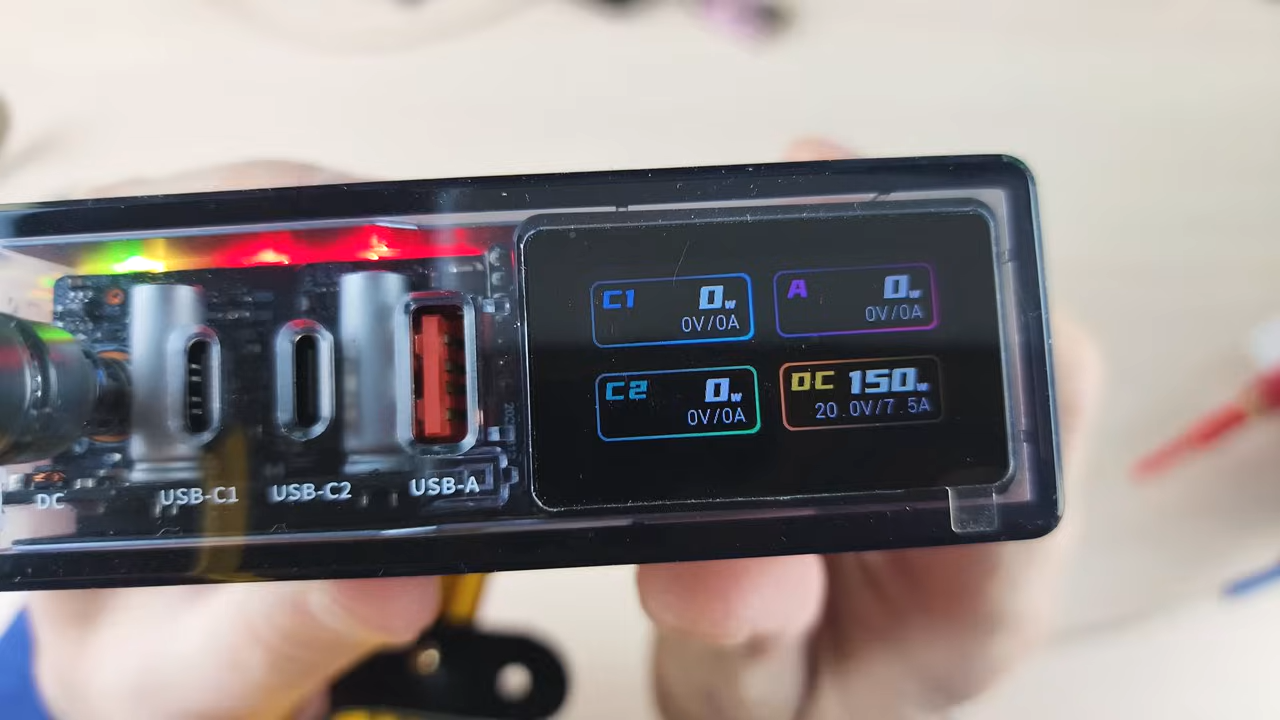 C1 0w
0V/0A
A 0w
0V/0A
C2 0w
0V/0A
DC 150w
20.0V/7.5A
DC
USB-C1
USB-C2
USB-A